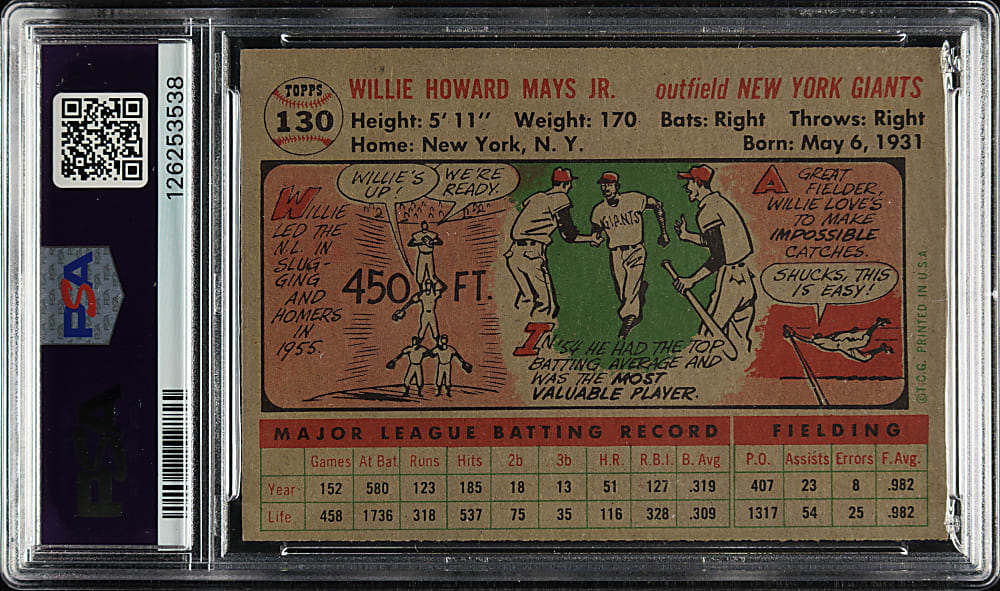 126253538
PSA
PSA
TOPPS
130
WILLIE HOWARD MAYS JR. outfield NEW YORK GIANTS
Height: 5' 11" Weight: 170 Bats: Right Throws: Right
Home: New York, N. Y. Born: May 6, 1931
WILLIE
LED THE
N.L. IN
SLUG-
GING
AND
HOMERS
IN
1955.
WILLIE'S
UP!
WE'RE
READY.
450 FT.
GIANTS
IN '54 HE HAD THE TOP
BATTING AVERAGE AND
WAS THE MOST
VALUABLE PLAYER.
A GREAT
FIELDER,
WILLIE LOVE'S
TO MAKE
IMPOSSIBLE
CATCHES.
SHUCKS, THIS
IS EASY!
©T.C.G. PRINTED IN U.S.A.
MAJOR LEAGUE BATTING RECORD FIELDING
Games At Bat Runs Hits 2b 3b H.R. R.B.I. B. Avg P.O. Assists Errors F. Avg.
Year 152 580 123 185 18 13 51 127 .319 407 23 8 .982
Life 458 1736 318 537 75 35 116 328 .309 1317 54 25 .982